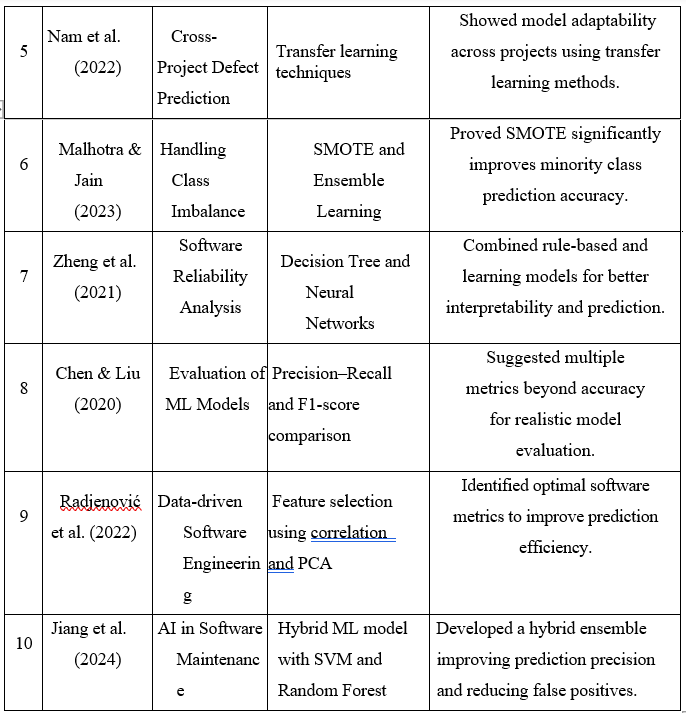 5
Nam et al.
(2022)
Cross-
Project Defect
Prediction
Transfer learning
techniques
Showed model adaptability
across projects using transfer
learning methods.
6
Malhotra &
Jain
(2023)
Handling
Class
Imbalance
SMOTE and
Ensemble
Learning
Proved SMOTE significantly
improves minority class
prediction accuracy.
7
Zheng et al.
(2021)
Software
Reliability
Analysis
Decision Tree and
Neural
Networks
Combined rule-based and
learning models for better
interpretability and prediction.
8
Chen & Liu
(2020)
Evaluation of
ML Models
Precision–Recall
and F1-score
comparison
Suggested multiple
metrics beyond accuracy
for realistic model
evaluation.
9
Radjenović
et al. (2022)
Data-driven
Software
Engineerin
g
Feature selection
using correlation
and PCA
Identified optimal software
metrics to improve prediction
efficiency.
10
Jiang et al.
(2024)
AI in Software
Maintenanc
e
Hybrid ML model
with SVM and
Random Forest
Developed a hybrid ensemble
improving prediction precision
and reducing false positives.